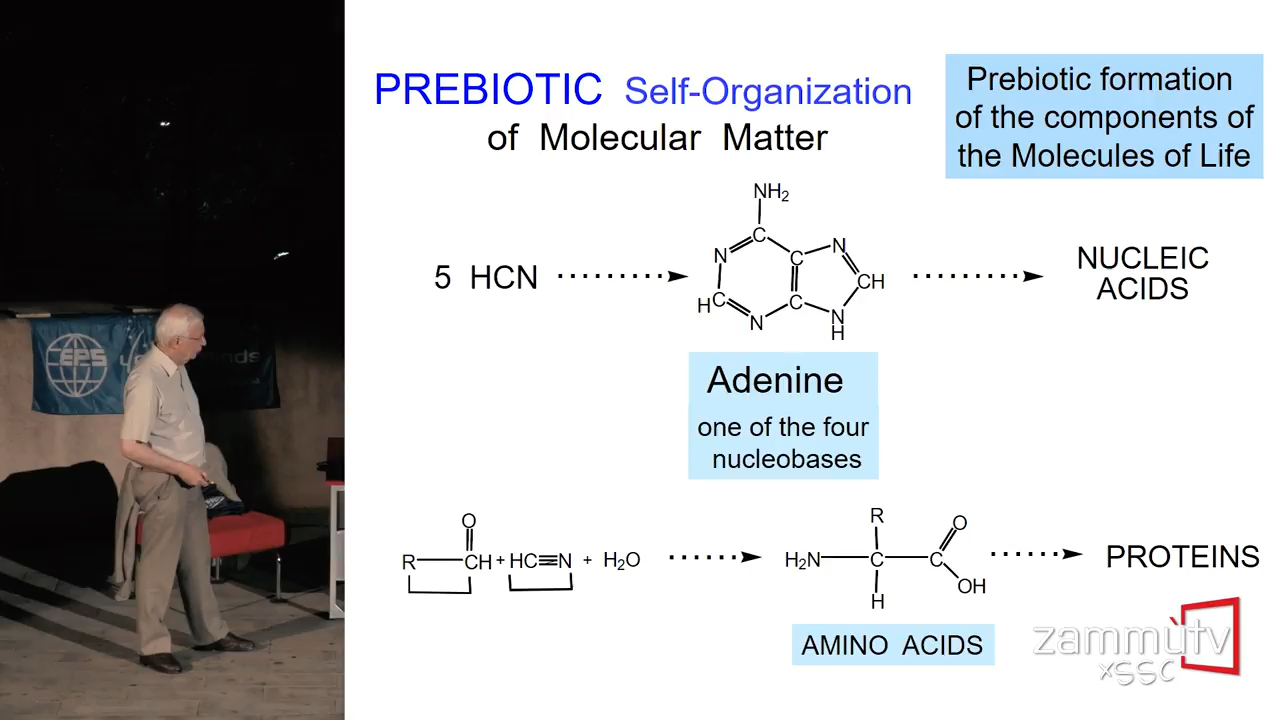 PREBIOTIC Self-Organization
of Molecular Matter
Prebiotic formation
of the components of
the Molecules of Life
5 HCN
NH₂
N
C
C
N
HC
N
C
CH
N
H
NUCLEIC
ACIDS
Adenine
one of the four
nucleobases
O
R CH + HC≡N + H₂O
R
O
H₂N C C
OH
H
PROTEINS
AMINO ACIDS
EPS
zammùtv
xSSC